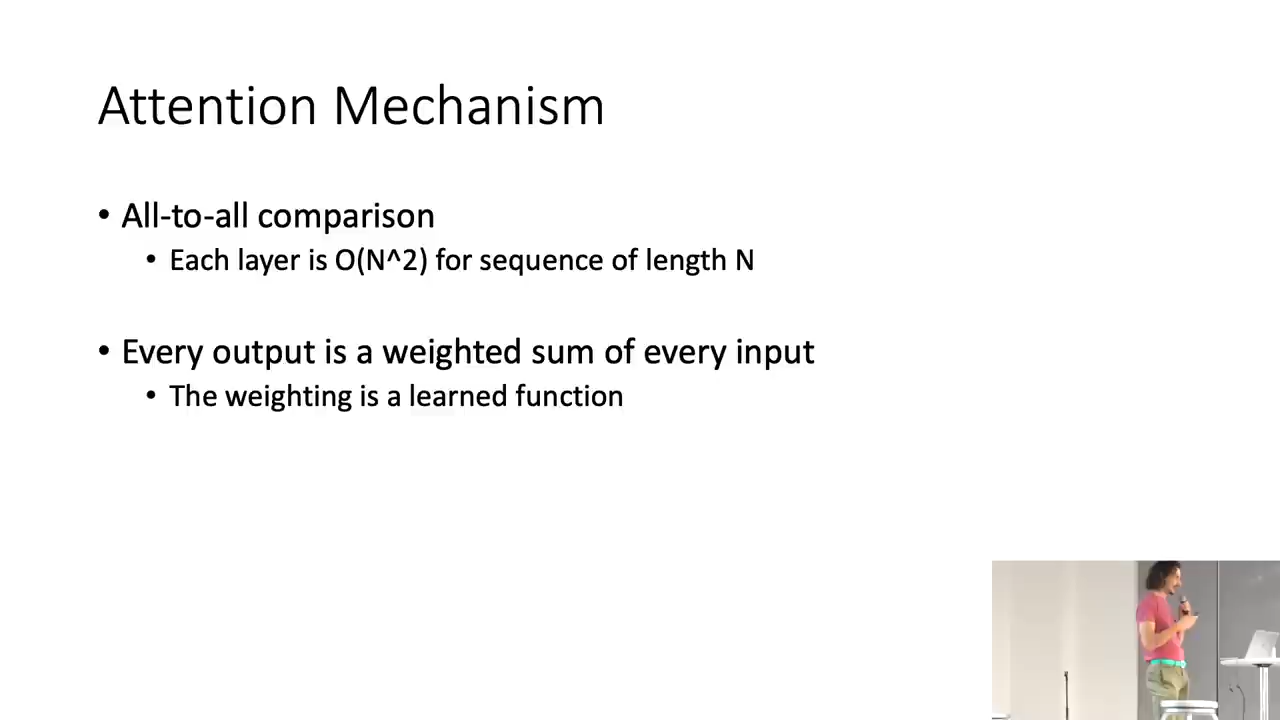 Attention Mechanism
• All-to-all comparison
• Each layer is O(N^2) for sequence of length N
• Every output is a weighted sum of every input
• The weighting is a learned function